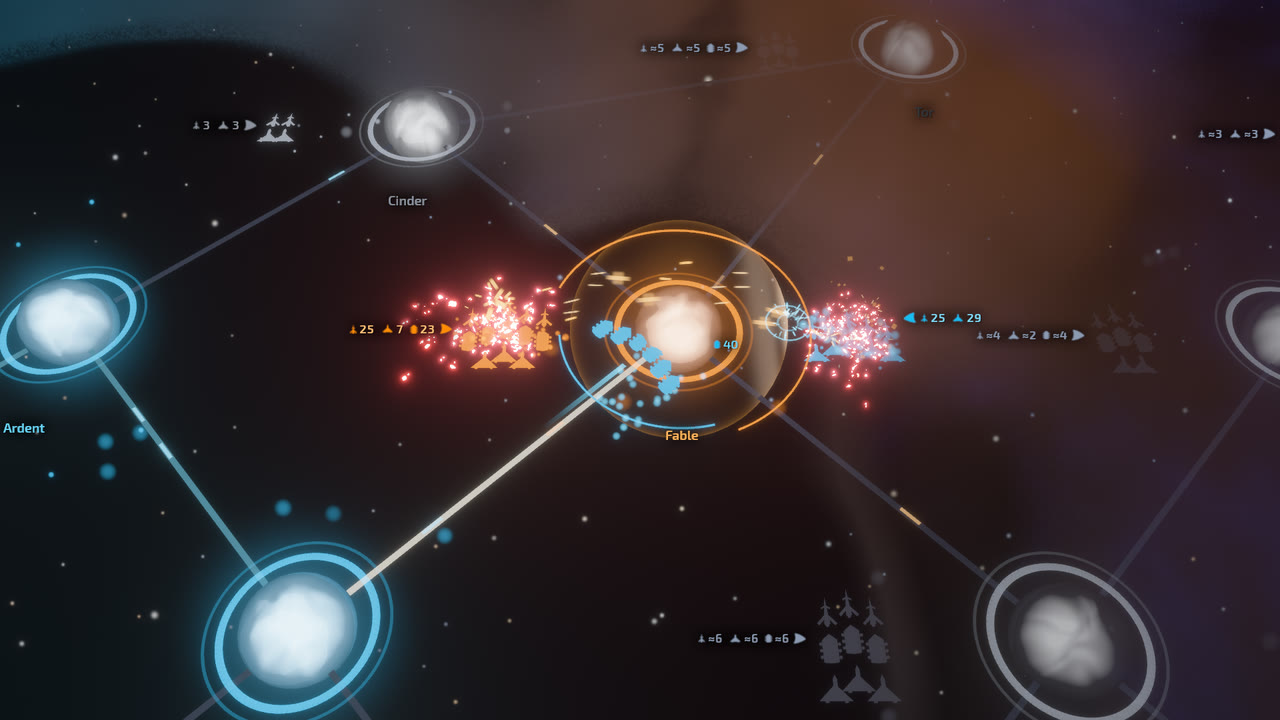 ≈5 ≈5 ≈5
Tor
3 3
≈3 ≈3
Cinder
25 7 23
25 29
≈4 ≈2 ≈4
40
Ardent
Fable
≈6 ≈6 ≈6